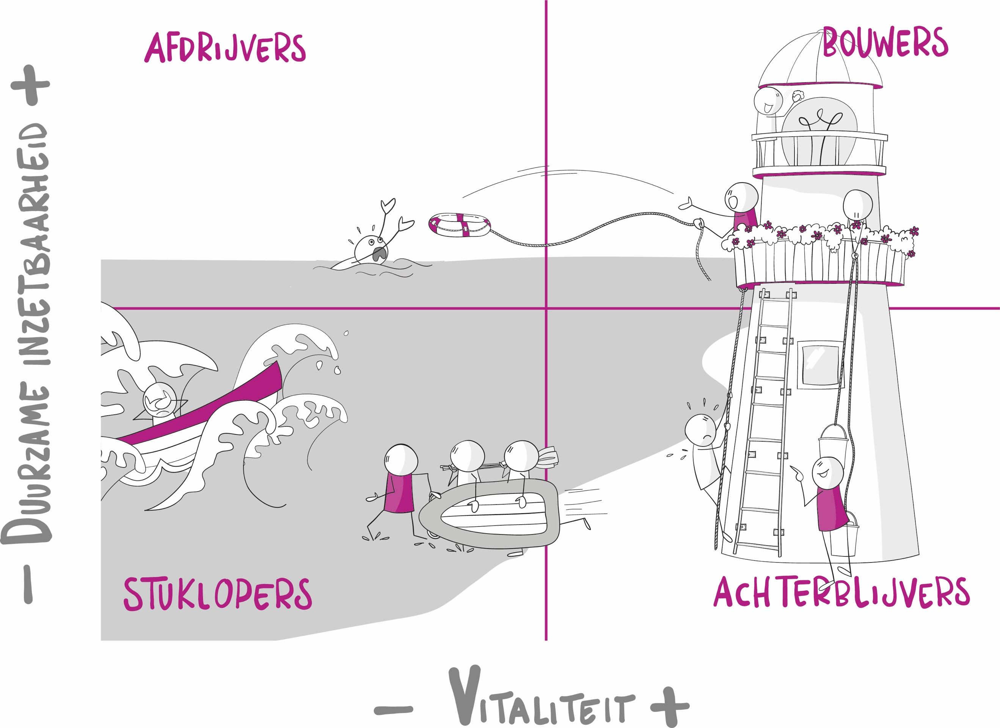 AFDRIJVERS
BOUWERS
- DUURZAME INZETBAARHEID +
STUKLOPERS
ACHTERBLIJVERS
- VITALITEIT +